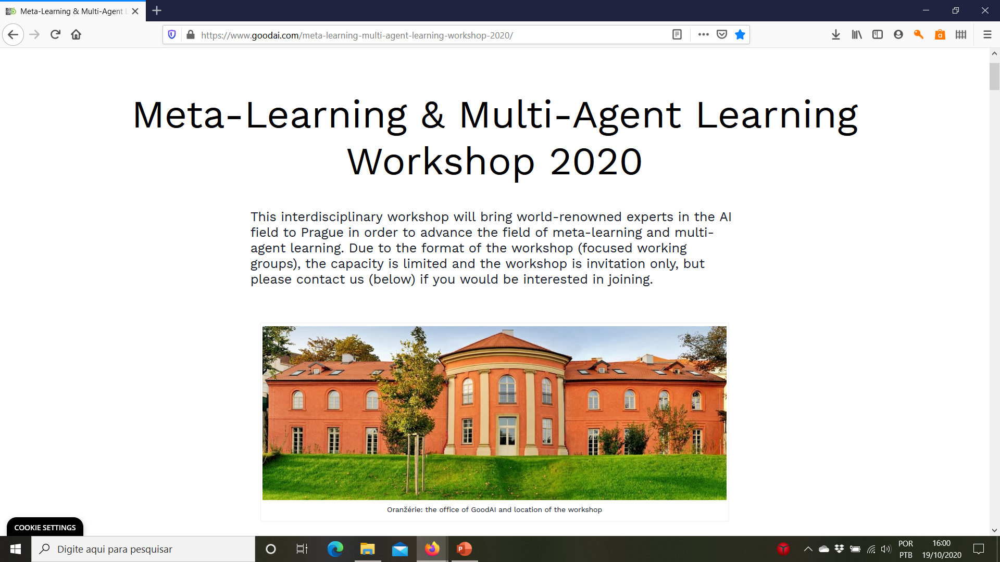 Meta-Learning & Multi-Agent L
https://www.goodai.com/meta-learning-multi-agent-learning-workshop-2020/
Meta-Learning & Multi-Agent Learning
Workshop 2020
This interdisciplinary workshop will bring world-renowned experts in the AI
field to Prague in order to advance the field of meta-learning and multi-
agent learning. Due to the format of the workshop (focused working
groups), the capacity is limited and the workshop is invitation only, but
please contact us (below) if you would be interested in joining.
Oranžérie: the office of GoodAI and location of the workshop
COOKIE SETTINGS
Digite aqui para pesquisar
POR
PTB
16:00
19/10/2020